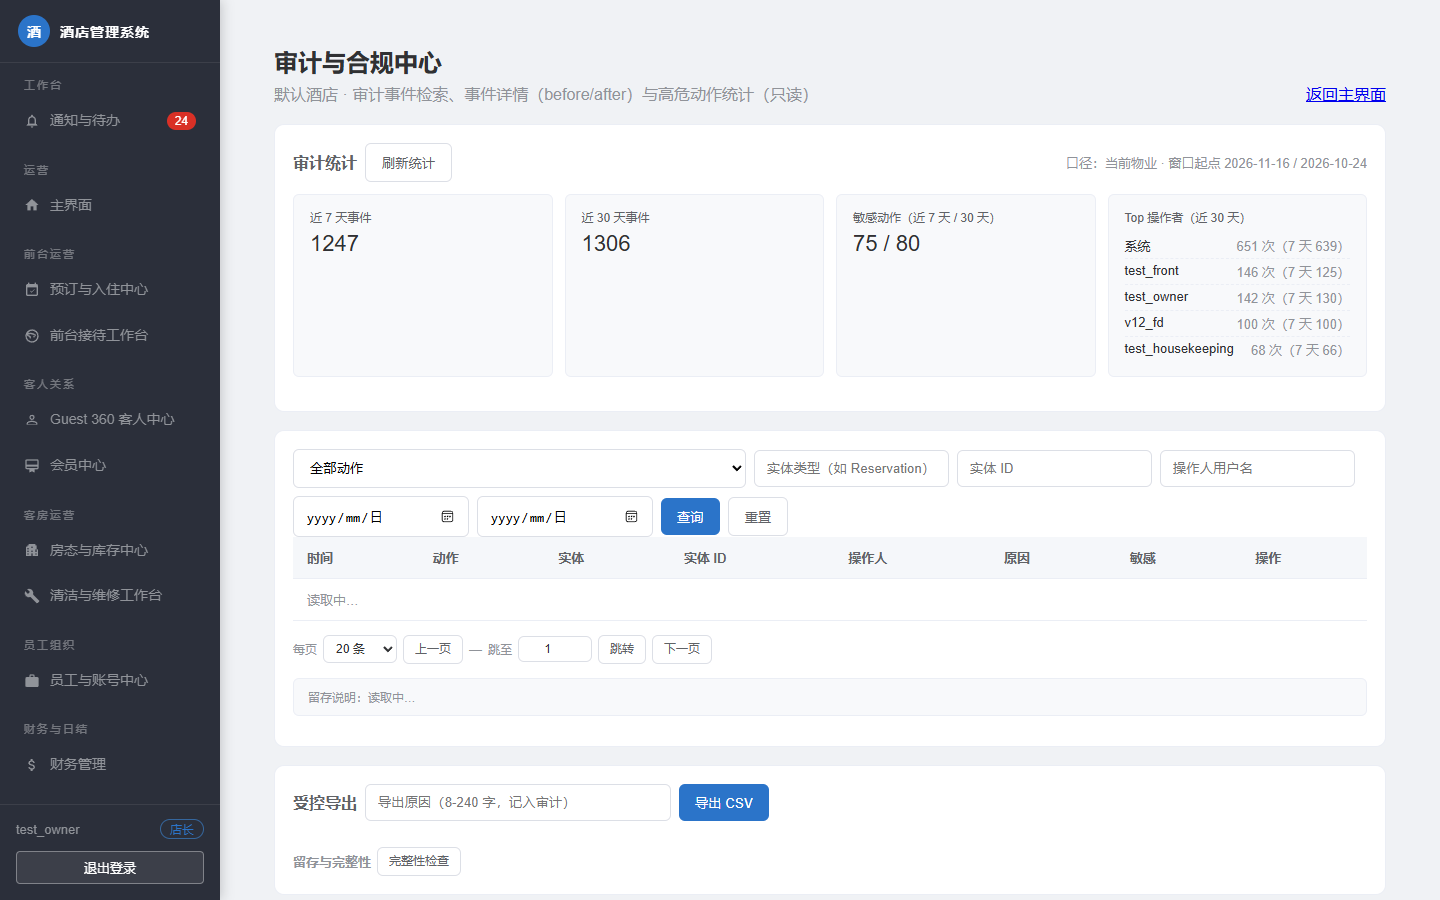 酒 酒店管理系统
工作台
通知与待办 24
运营
主界面
前台运营
预订与入住中心
前台接待工作台
客人关系
Guest 360 客人中心
会员中心
客房运营
房态与库存中心
清洁与维修工作台
员工组织
员工与账号中心
财务与日结
财务管理
test_owner 店长
退出登录
审计与合规中心
默认酒店 · 审计事件检索、事件详情（before/after）与高危动作统计（只读）
返回主界面
审计统计 刷新统计 口径：当前物业 · 窗口起点 2026-11-16 / 2026-10-24
近 7 天事件
1247
近 30 天事件
1306
敏感动作（近 7 天 / 30 天）
75 / 80
Top 操作者（近 30 天）
系统 651 次（7 天 639）
test_front 146 次（7 天 125）
test_owner 142 次（7 天 130）
v12_fd 100 次（7 天 100）
test_housekeeping 68 次（7 天 66）
全部动作 实体类型（如 Reservation） 实体 ID 操作人用户名
yyyy/mm/日 yyyy/mm/日 查询 重置
时间 动作 实体 实体 ID 操作人 原因 敏感 操作
读取中...
每页 20 条 上一页 — 跳至 1 跳转 下一页
留存说明：读取中...
受控导出 导出原因（8-240 字，记入审计） 导出 CSV
留存与完整性 完整性检查